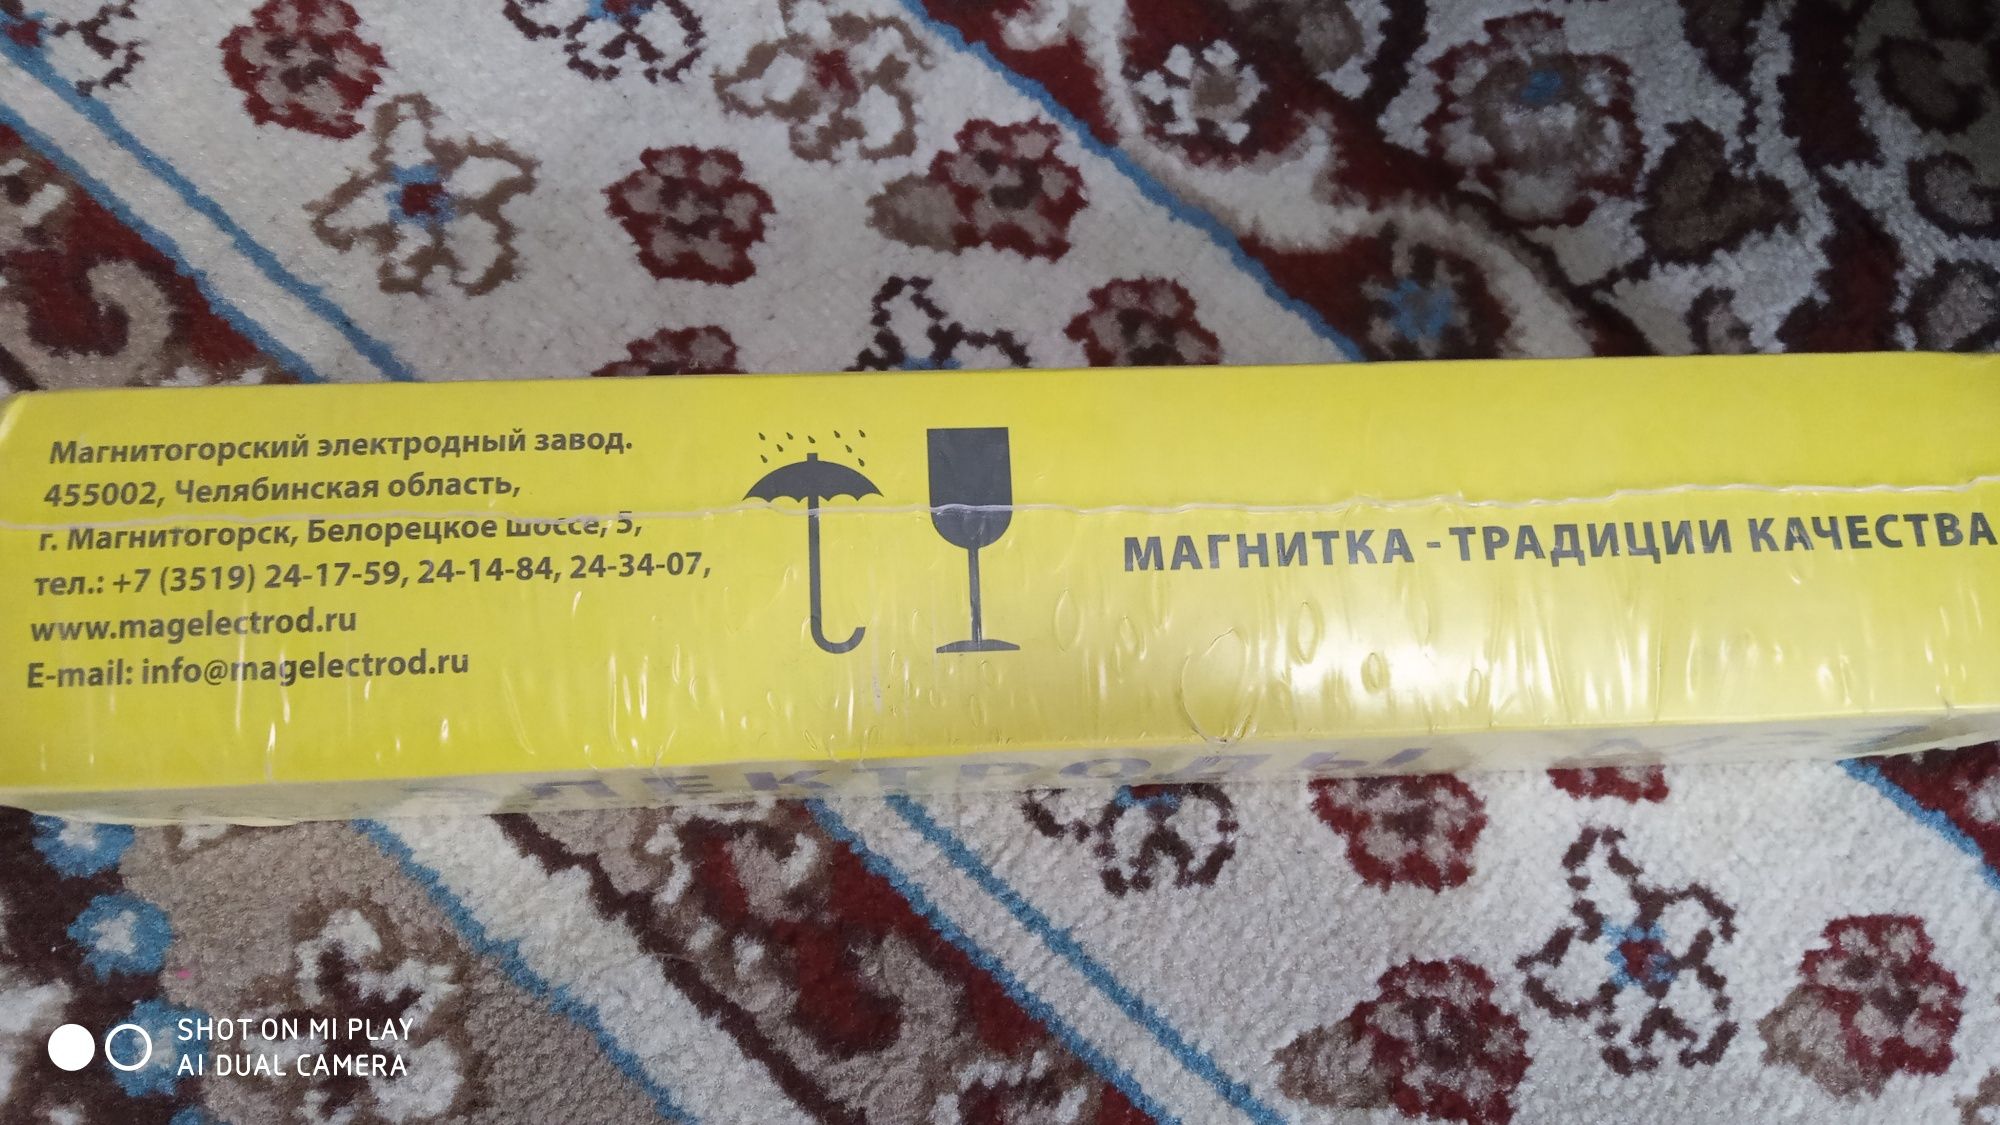 Магнитогорский электродный завод.
455002, Челябинская область,
г. Магнитогорск, Белорецкое шоссе, 5,
тел.: +7 (3519) 24-17-59, 24-14-84, 24-34-07,
www.magelectrod.ru
E-mail: info@magelectrod.ru
МАГНИТКА - ТРАДИЦИИ КАЧЕСТВА
ЭЛЕКТРОДЫ
SHOT ON MI PLAY
AI DUAL CAMERA